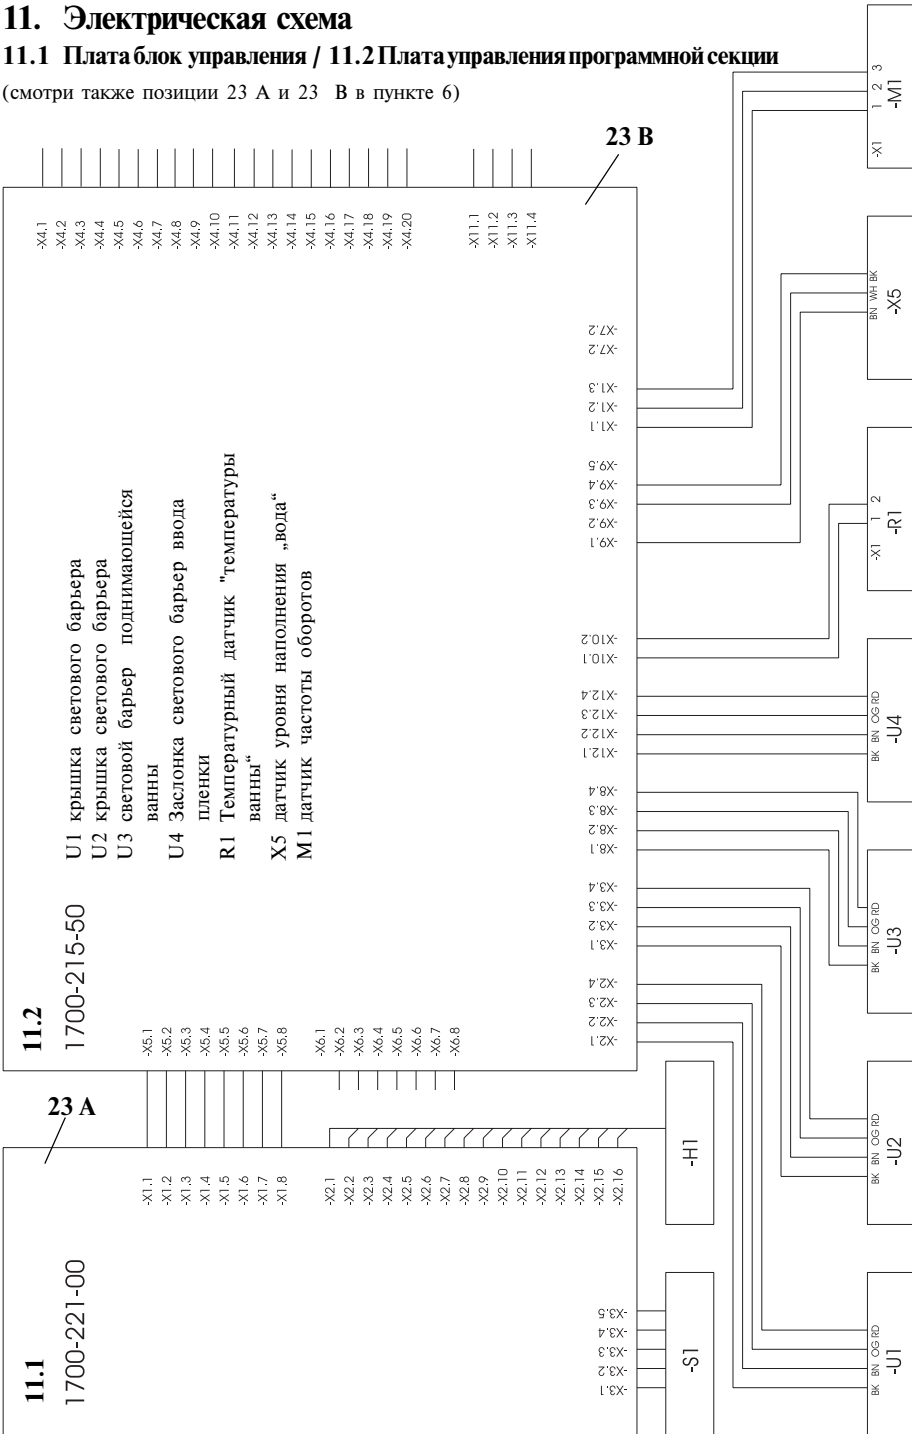 11. Электрическая схема
11.1 Плата блок управления / 11.2 Плата управления программной секции
(смотри также позиции 23 А и 23 В в пункте 6)
23 B
-X4.1
-X4.2
-X4.3
-X4.4
-X4.5
-X4.6
-X4.7
-X4.8
-X4.9
-X4.10
-X4.11
-X4.12
-X4.13
-X4.14
-X4.15
-X4.16
-X4.17
-X4.18
-X4.19
-X4.20
-X11.1
-X11.2
-X11.3
-X11.4
-X7.2
-X7.2
-X1.3
-X1.2
-X1.1
-X9.5
-X9.4
-X9.3
-X9.2
-X9.1
-X10.2
-X10.1
-X12.4
-X12.3
-X12.2
-X12.1
-X8.4
-X8.3
-X8.2
-X8.1
-X3.4
-X3.3
-X3.2
-X3.1
-X2.4
-X2.3
-X2.2
-X2.1
U1 крышка светового барьера
U2 крышка светового барьера
U3 световой барьер поднимающейся
ванны
U4 Заслонка светового барьер ввода
пленки
R1 Температурный датчик "температуры
ванны“
X5 датчик уровня наполнения „вода“
M1 датчик частоты оборотов
11.2
1700-215-50
-X5.1
-X5.2
-X5.3
-X5.4
-X5.5
-X5.6
-X5.7
-X5.8
-X6.1
-X6.2
-X6.3
-X6.4
-X6.5
-X6.6
-X6.7
-X6.8
23 A
-X1.1
-X1.2
-X1.3
-X1.4
-X1.5
-X1.6
-X1.7
-X1.8
-X2.1
-X2.2
-X2.3
-X2.4
-X2.5
-X2.6
-X2.7
-X2.8
-X2.9
-X2.10
-X2.11
-X2.12
-X2.13
-X2.14
-X2.15
-X2.16
11.1
1700-221-00
-X3.5
-X3.4
-X3.3
-X3.2
-X3.1
-H1
-S1
-X1 1 2 3
-M1
BN WH BK
-X5
-X1 1 2
-R1
BK BN OG RD
-U4
BK BN OG RD
-U3
BK BN OG RD
-U2
BK BN OG RD
-U1